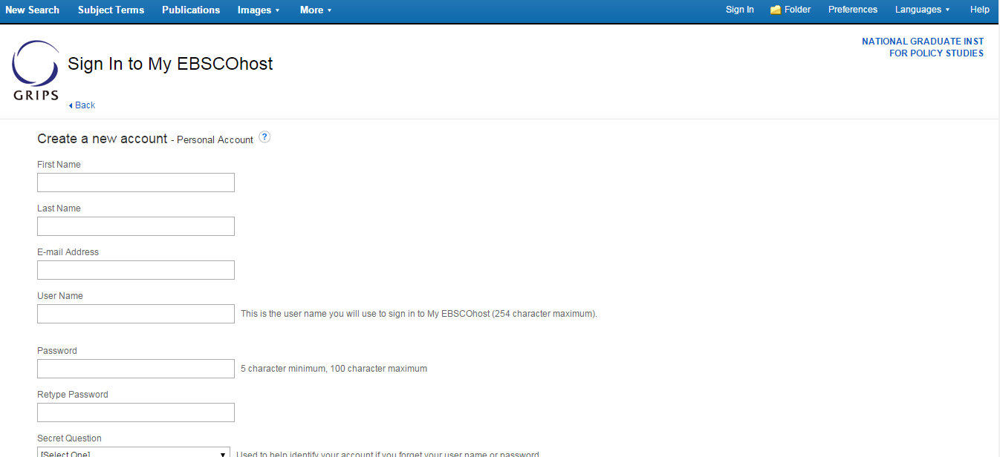 New Search Subject Terms Publications Images More Sign In Folder Preferences Languages Help
NATIONAL GRADUATE INST
FOR POLICY STUDIES
GRIPS
Sign In to My EBSCOhost
Back
Create a new account - Personal Account ?
First Name
Last Name
E-mail Address
User Name
This is the user name you will use to sign in to My EBSCOhost (254 character maximum).
Password
5 character minimum, 100 character maximum
Retype Password
Secret Question
[Select One] Used to help identify your account if you forget your user name or password